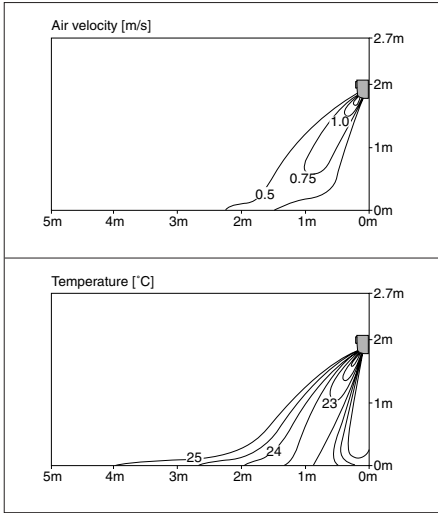 Air velocity [m/s]
2.7m
2m
1.0
1m
0.75
0.5
0m
5m 4m 3m 2m 1m 0m
Temperature [˚C]
2.7m
2m
23
1m
24
25
0m
5m 4m 3m 2m 1m 0m